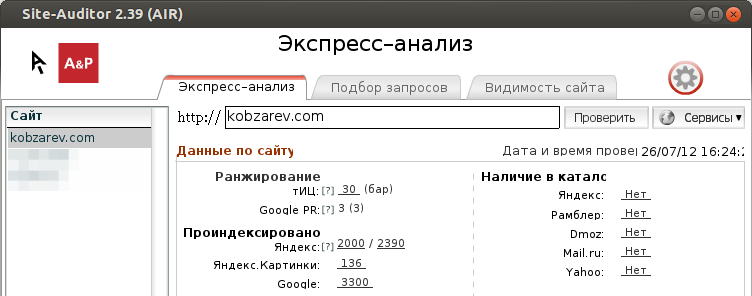 Site-Auditor 2.39 (AIR)
A&P
Экспресс–анализ
Экспресс–анализ Подбор запросов Видимость сайта
Сайт
kobzarev.com
http:// kobzarev.com Проверить Сервисы▾
Данные по сайту Дата и время провер 26/07/12 16:24:2
Ранжирование
тИЦ: [?] 30 (бар)
Google PR: [?] 3 (3)
Проиндексировано
Яндекс: [?] 2000 / 2390
Яндекс.Картинки: 136
Google: 3300
Наличие в катало
Яндекс: Нет
Рамблер: Нет
Dmoz: Нет
Mail.ru: Нет
Yahoo: Нет